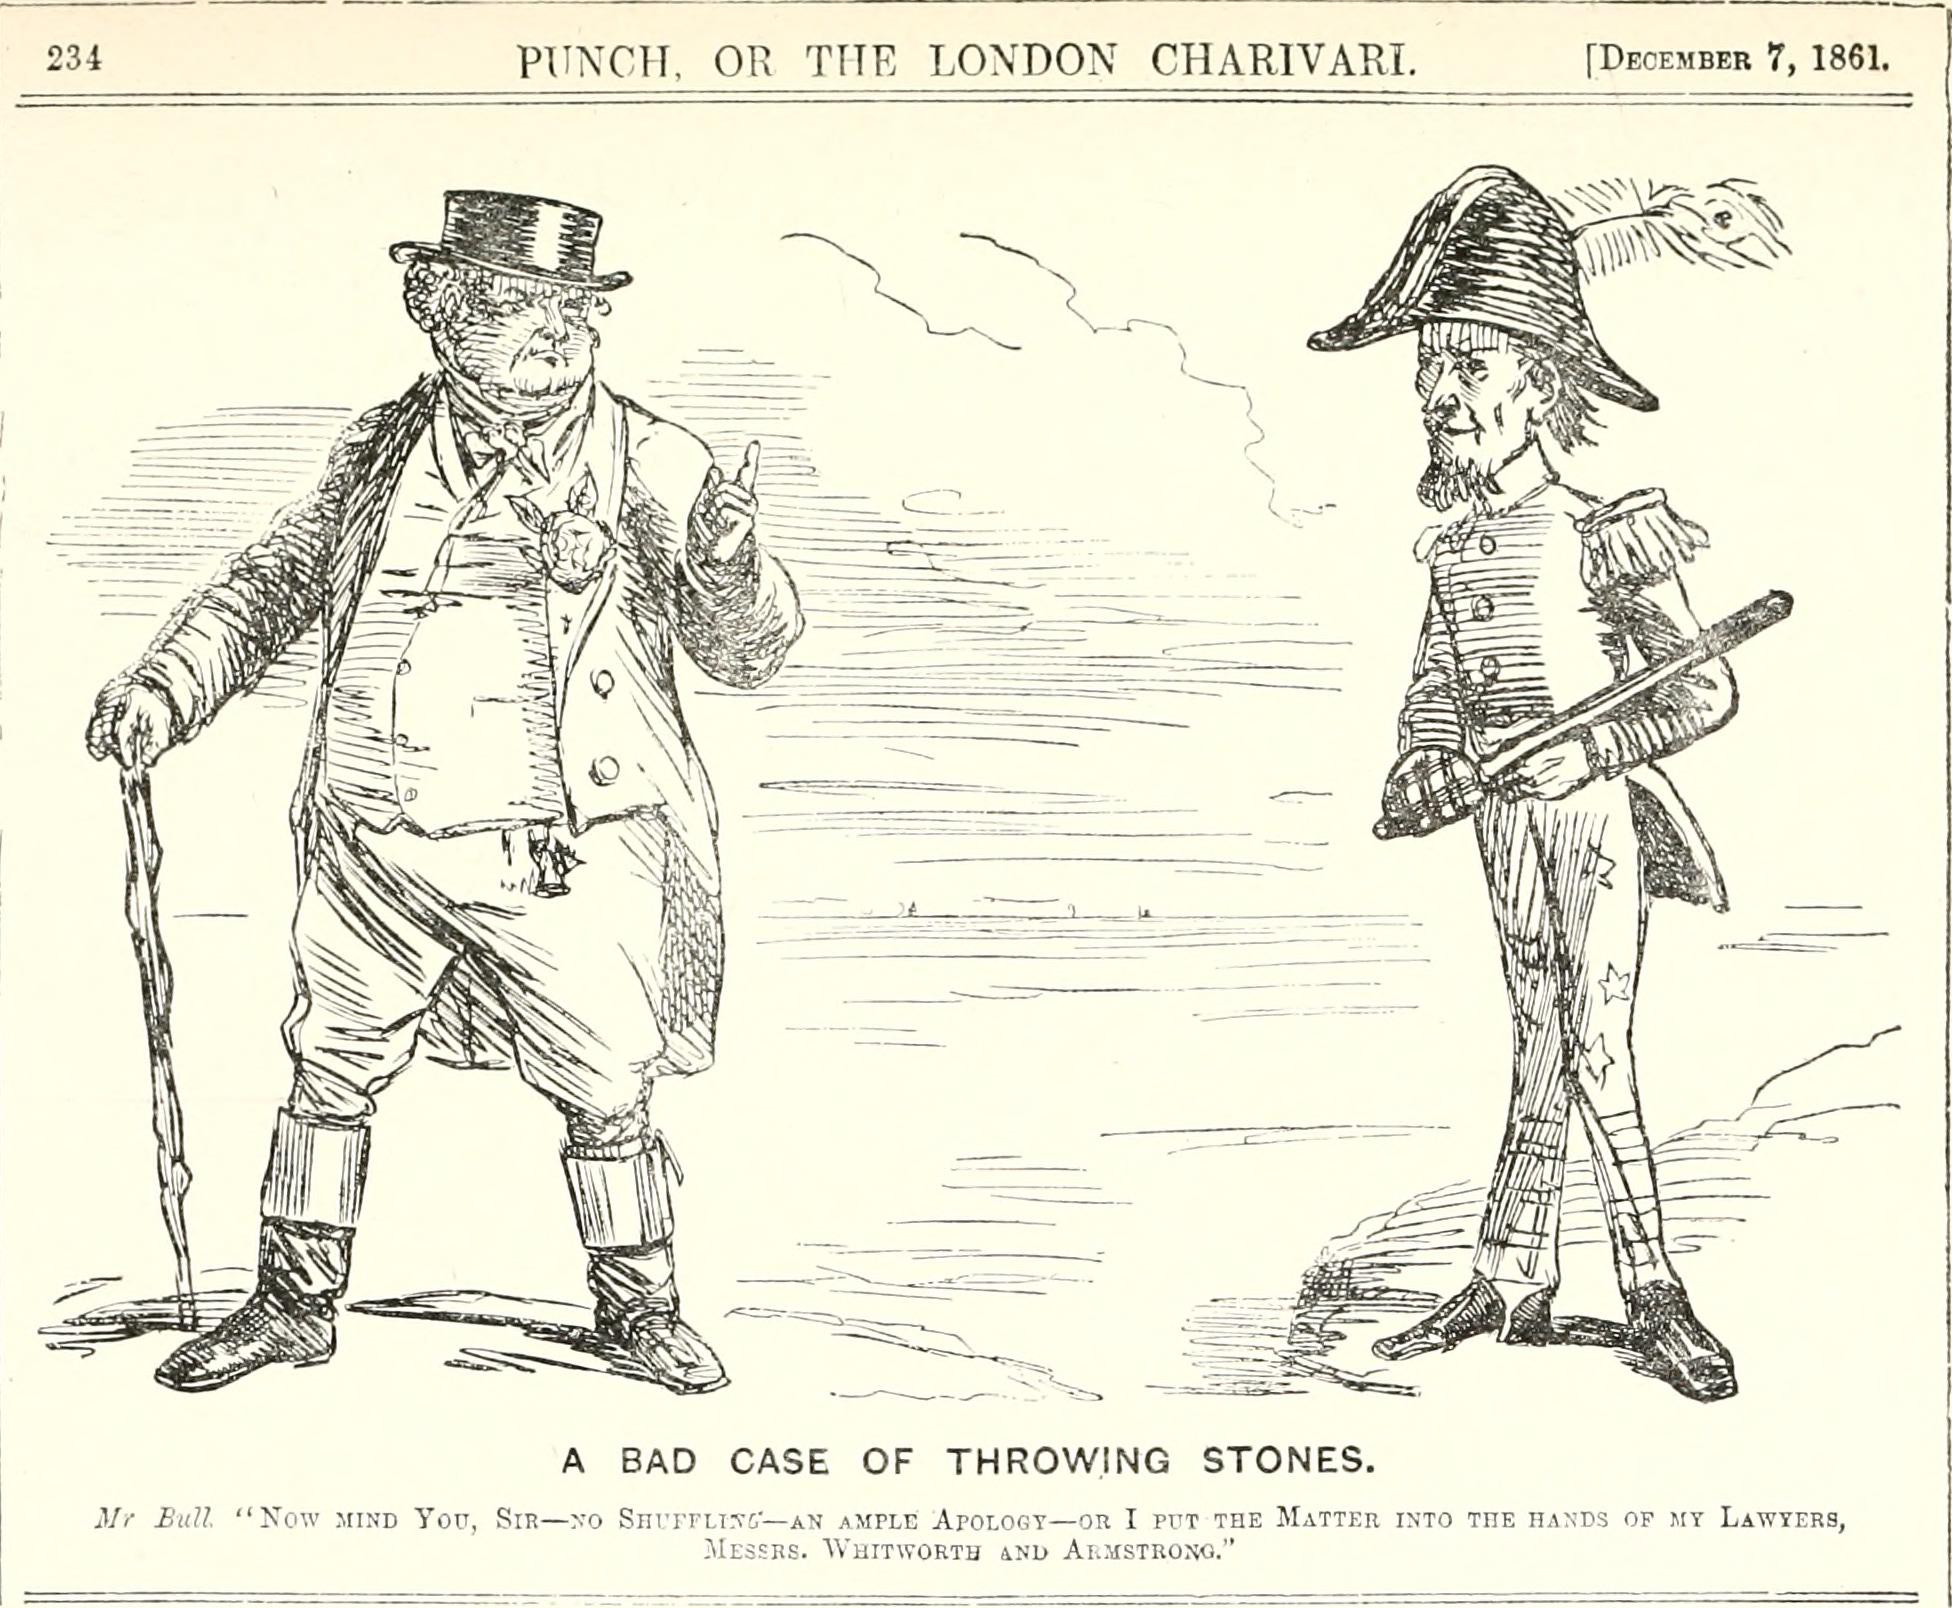 234
PUNCH, OR THE LONDON CHARIVARI.
[DECEMBER 7, 1861.
A BAD CASE OF THROWING STONES.
Mr Bull. "NOW MIND YOU, SIR—NO SHUFFLING—AN AMPLE APOLOGY—OR I PUT THE MATTER INTO THE HANDS OF MY LAWYERS,
MESSRS. WHITWORTH AND ARMSTRONG."